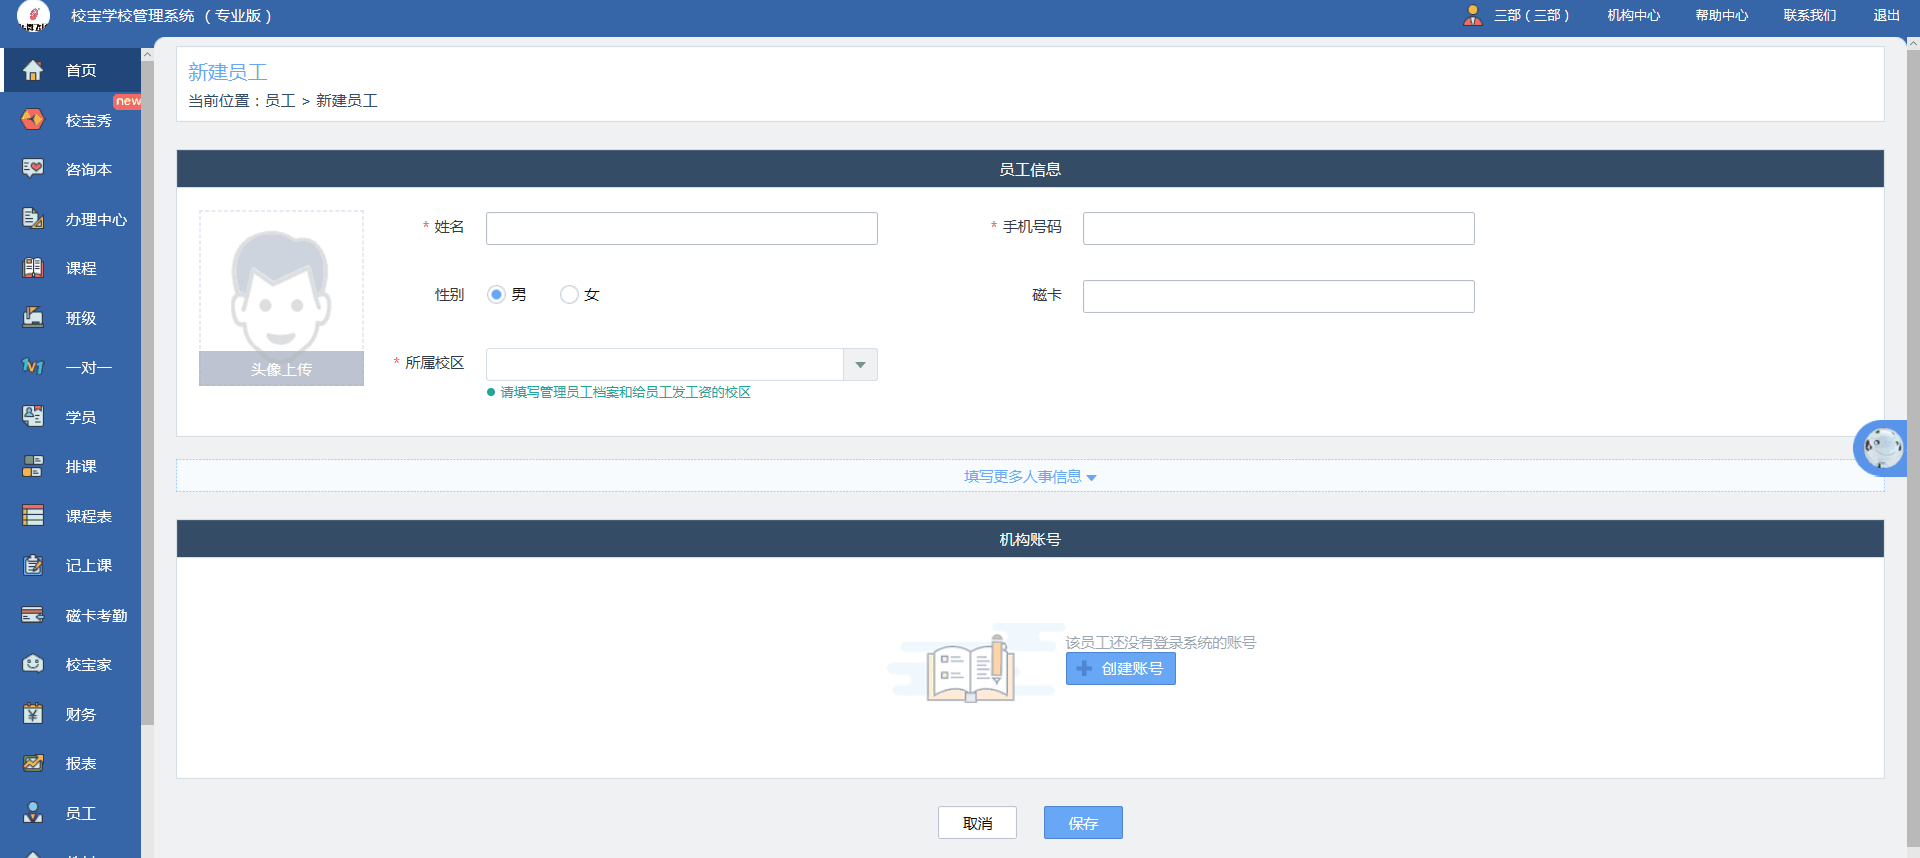 校宝学校管理系统 （专业版）
三部（三部）
机构中心
帮助中心
联系我们
退出
首页
new
校宝秀
咨询本
办理中心
课程
班级
一对一
学员
排课
课程表
记上课
磁卡考勤
校宝家
财务
报表
员工
新建员工
当前位置：员工 > 新建员工
员工信息
头像上传
* 姓名
* 手机号码
性别
男
女
磁卡
* 所属校区
请填写管理员工档案和给员工发工资的校区
填写更多人事信息
机构账号
该员工还没有登录系统的账号
创建账号
取消
保存